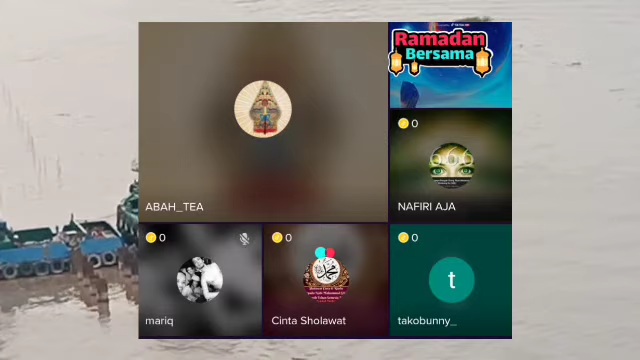 Ramadan
Bersama
ABAH_TEA
0
NAFIRI AJA
0
mariq
0
Cinta Sholawat
0
t
takobunny_